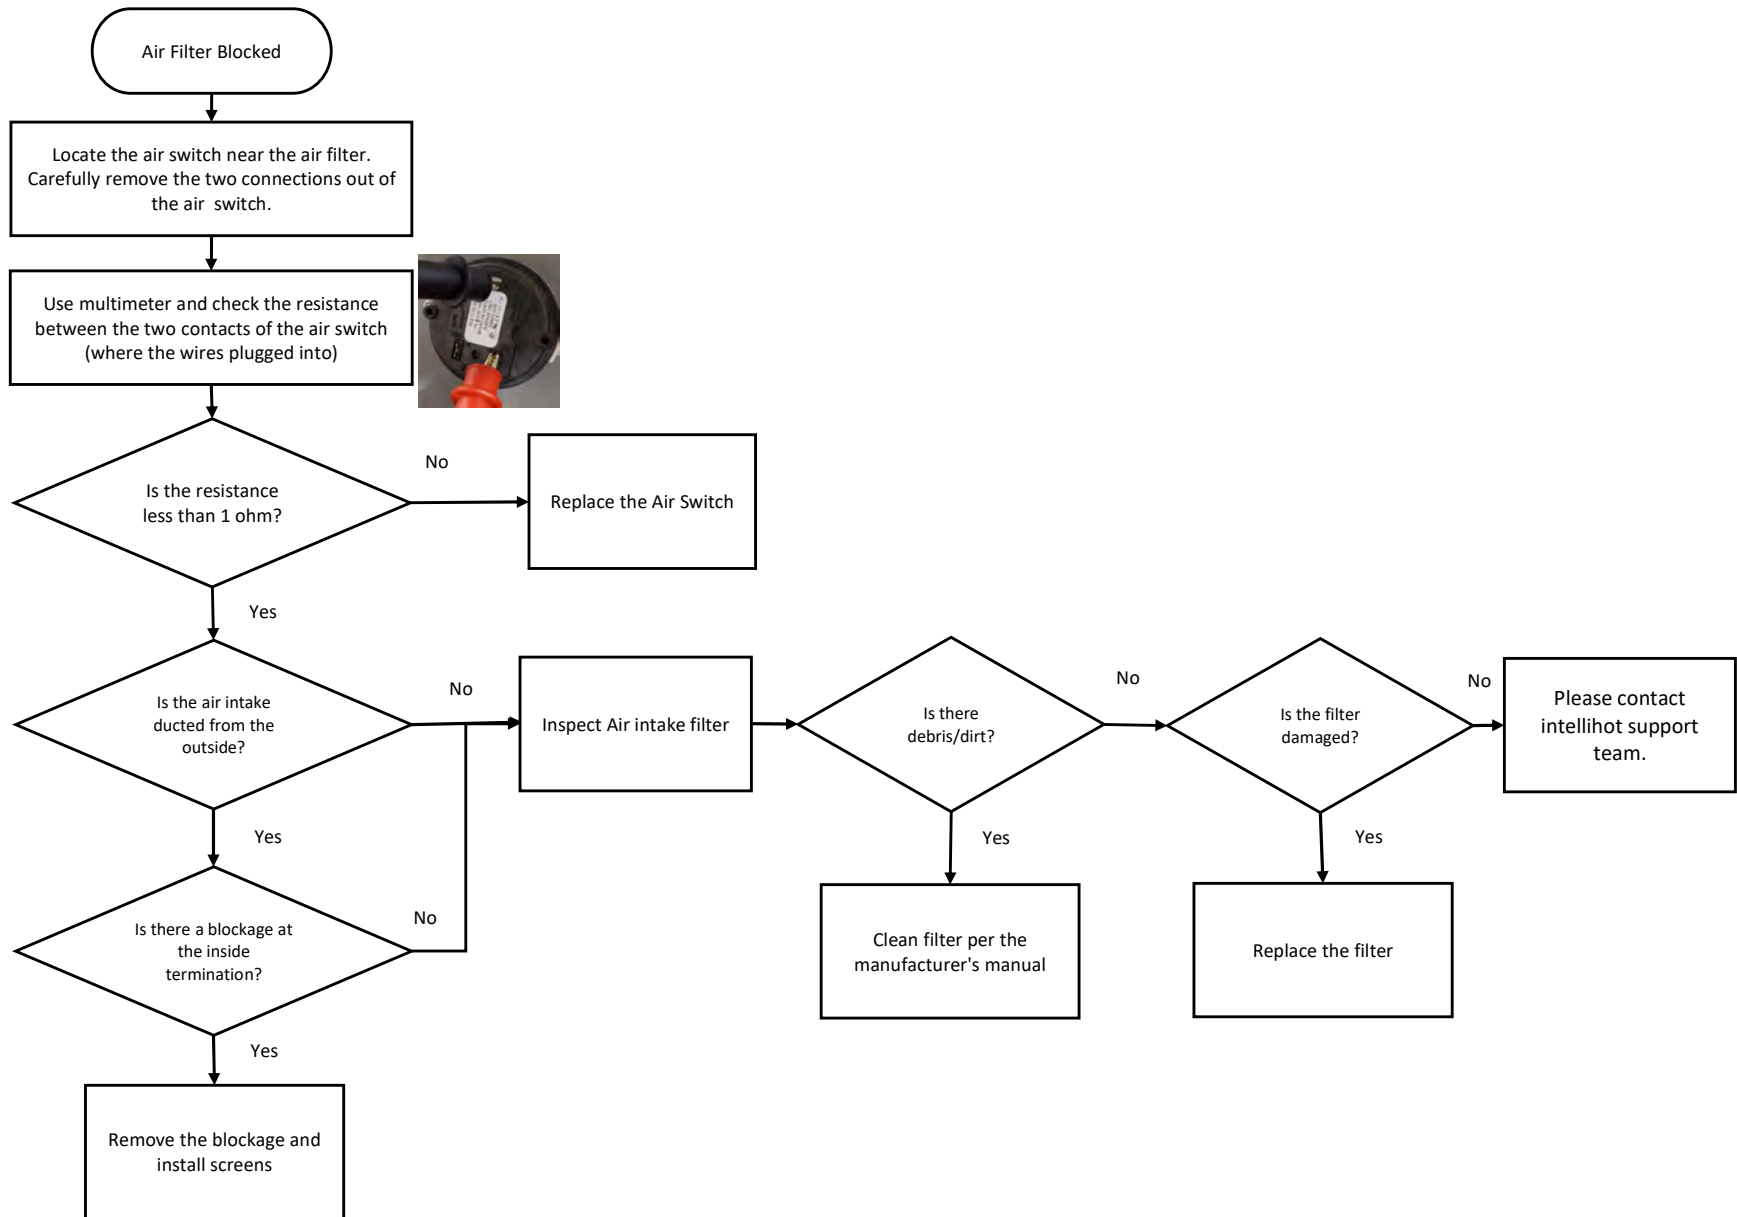 Air Filter Blocked
Locate the air switch near the air filter.
Carefully remove the two connections out of
the air switch.
Use multimeter and check the resistance
between the two contacts of the air switch
(where the wires plugged into)
Is the resistance
less than 1 ohm?
No
Replace the Air Switch
Yes
Is the air intake
ducted from the
outside?
No
Inspect Air intake filter
Is there
debris/dirt?
No
Is the filter
damaged?
No
Please contact
intellihot support
team.
Yes
Yes
Yes
Is there a blockage at
the inside
termination?
No
Clean filter per the
manufacturer's manual
Replace the filter
Yes
Remove the blockage and
install screens